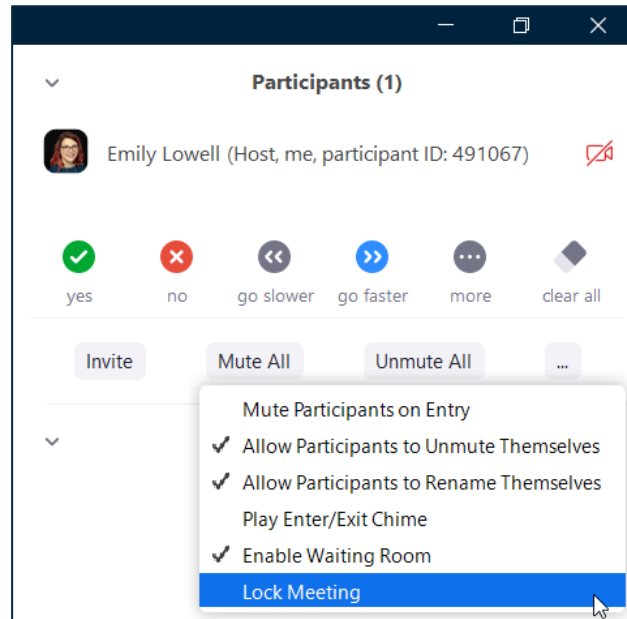 Participants (1)
Emily Lowell (Host, me, participant ID: 491067)
yes no go slower go faster more clear all
Invite Mute All Unmute All ...
Mute Participants on Entry
Allow Participants to Unmute Themselves
Allow Participants to Rename Themselves
Play Enter/Exit Chime
Enable Waiting Room
Lock Meeting